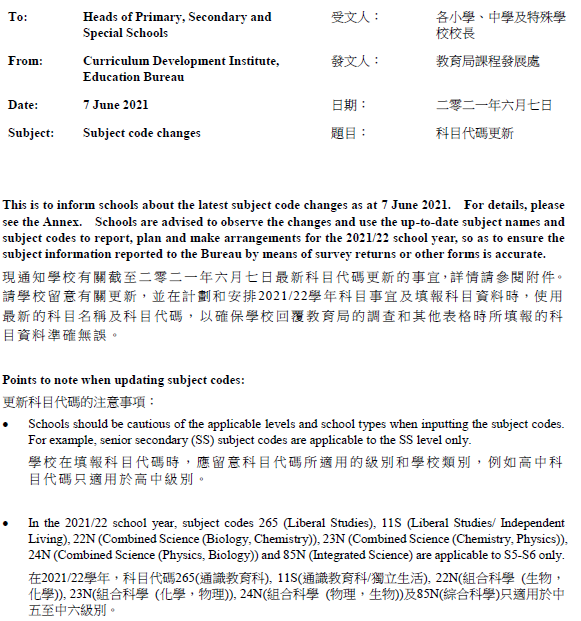 To: Heads of Primary, Secondary and 受文人： 各小學、中學及特殊學
Special Schools 校校長
From: Curriculum Development Institute, 發文人： 教育局課程發展處
Education Bureau
Date: 7 June 2021 日期： 二零二一年六月七日
Subject: Subject code changes 題目： 科目代碼更新
This is to inform schools about the latest subject code changes as at 7 June 2021. For details, please
see the Annex. Schools are advised to observe the changes and use the up-to-date subject names and
subject codes to report, plan and make arrangements for the 2021/22 school year, so as to ensure the
subject information reported to the Bureau by means of survey returns or other forms is accurate.
現通知學校有關截至二零二一年六月七日最新科目代碼更新的事宜，詳情請參閱附件。
請學校留意有關更新，並在計劃和安排2021/22學年科目事宜及填報科目資料時，使用
最新的科目名稱及科目代碼，以確保學校回覆教育局的調查和其他表格時所填報的科
目資料準確無誤。
Points to note when updating subject codes:
更新科目代碼的注意事項：
● Schools should be cautious of the applicable levels and school types when inputting the subject codes.
For example, senior secondary (SS) subject codes are applicable to the SS level only.
學校在填報科目代碼時，應留意科目代碼所適用的級別和學校類別，例如高中科
目代碼只適用於高中級別。
● In the 2021/22 school year, subject codes 265 (Liberal Studies), 11S (Liberal Studies/ Independent
Living), 22N (Combined Science (Biology, Chemistry)), 23N (Combined Science (Chemistry, Physics)),
24N (Combined Science (Physics, Biology)) and 85N (Integrated Science) are applicable to S5-S6 only.
在2021/22學年，科目代碼265(通識教育科), 11S(通識教育科/獨立生活), 22N(組合科學 (生物，
化學)), 23N(組合科學 (化學，物理)), 24N(組合科學 (物理，生物))及85N(綜合科學)只適用於中
五至中六級別。